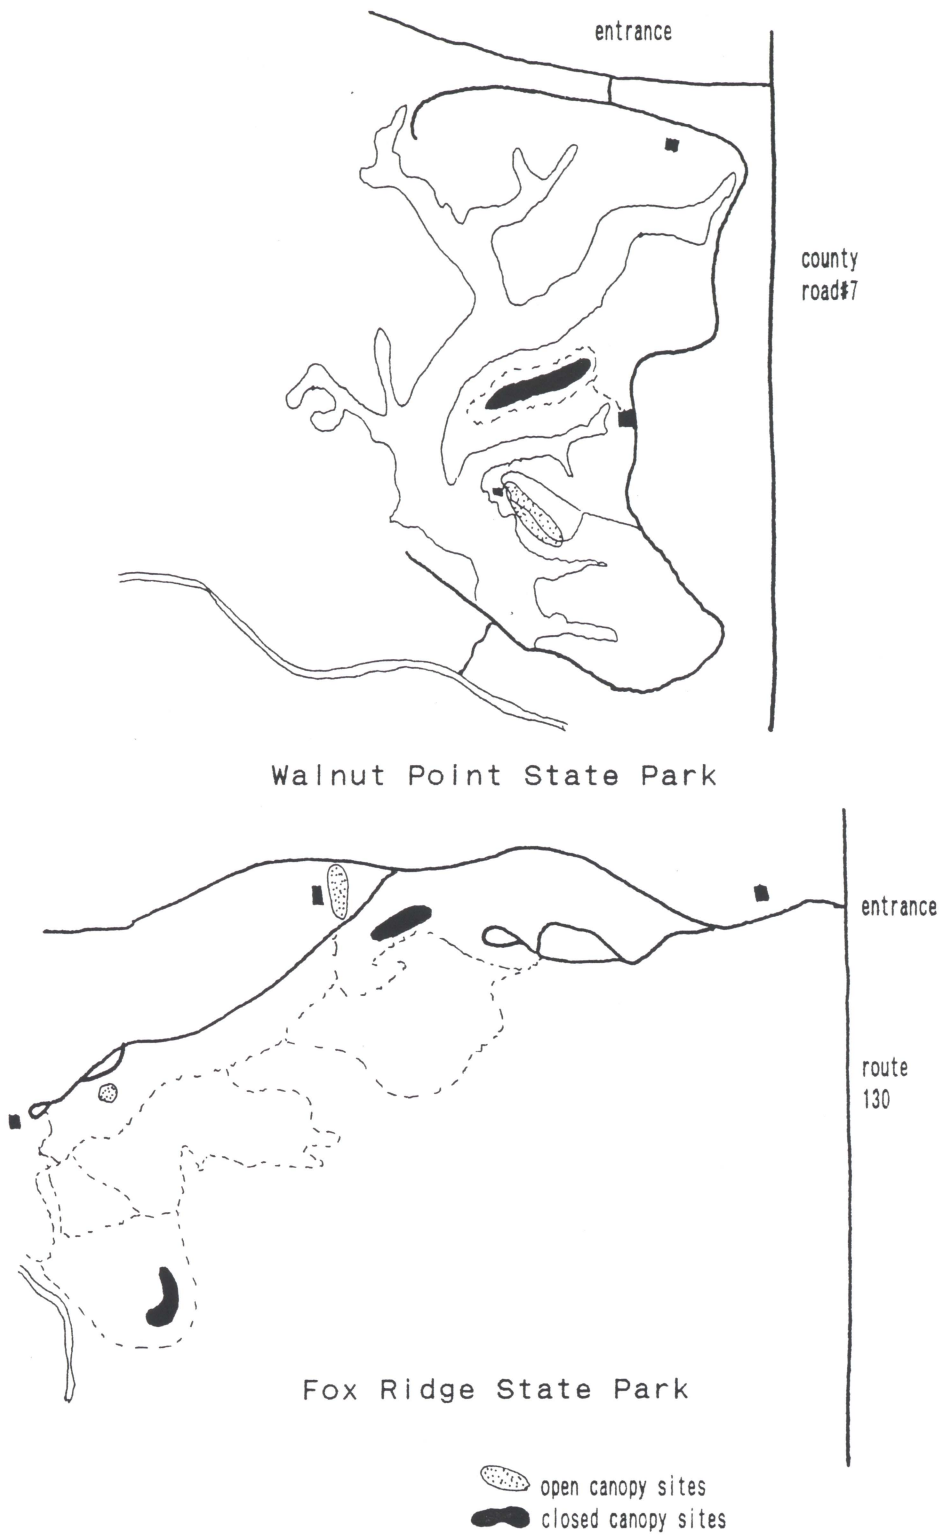 entrance
county
road#7
Walnut Point State Park
entrance
route
130
Fox Ridge State Park
open canopy sites
closed canopy sites